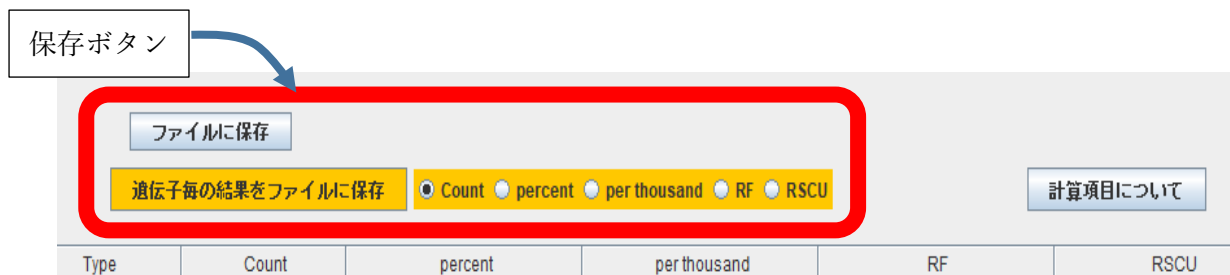 保存ボタン
ファイルに保存
遺伝子毎の結果をファイルに保存 Count percent per thousand RF RSCU
計算項目について
Type Count percent per thousand RF RSCU